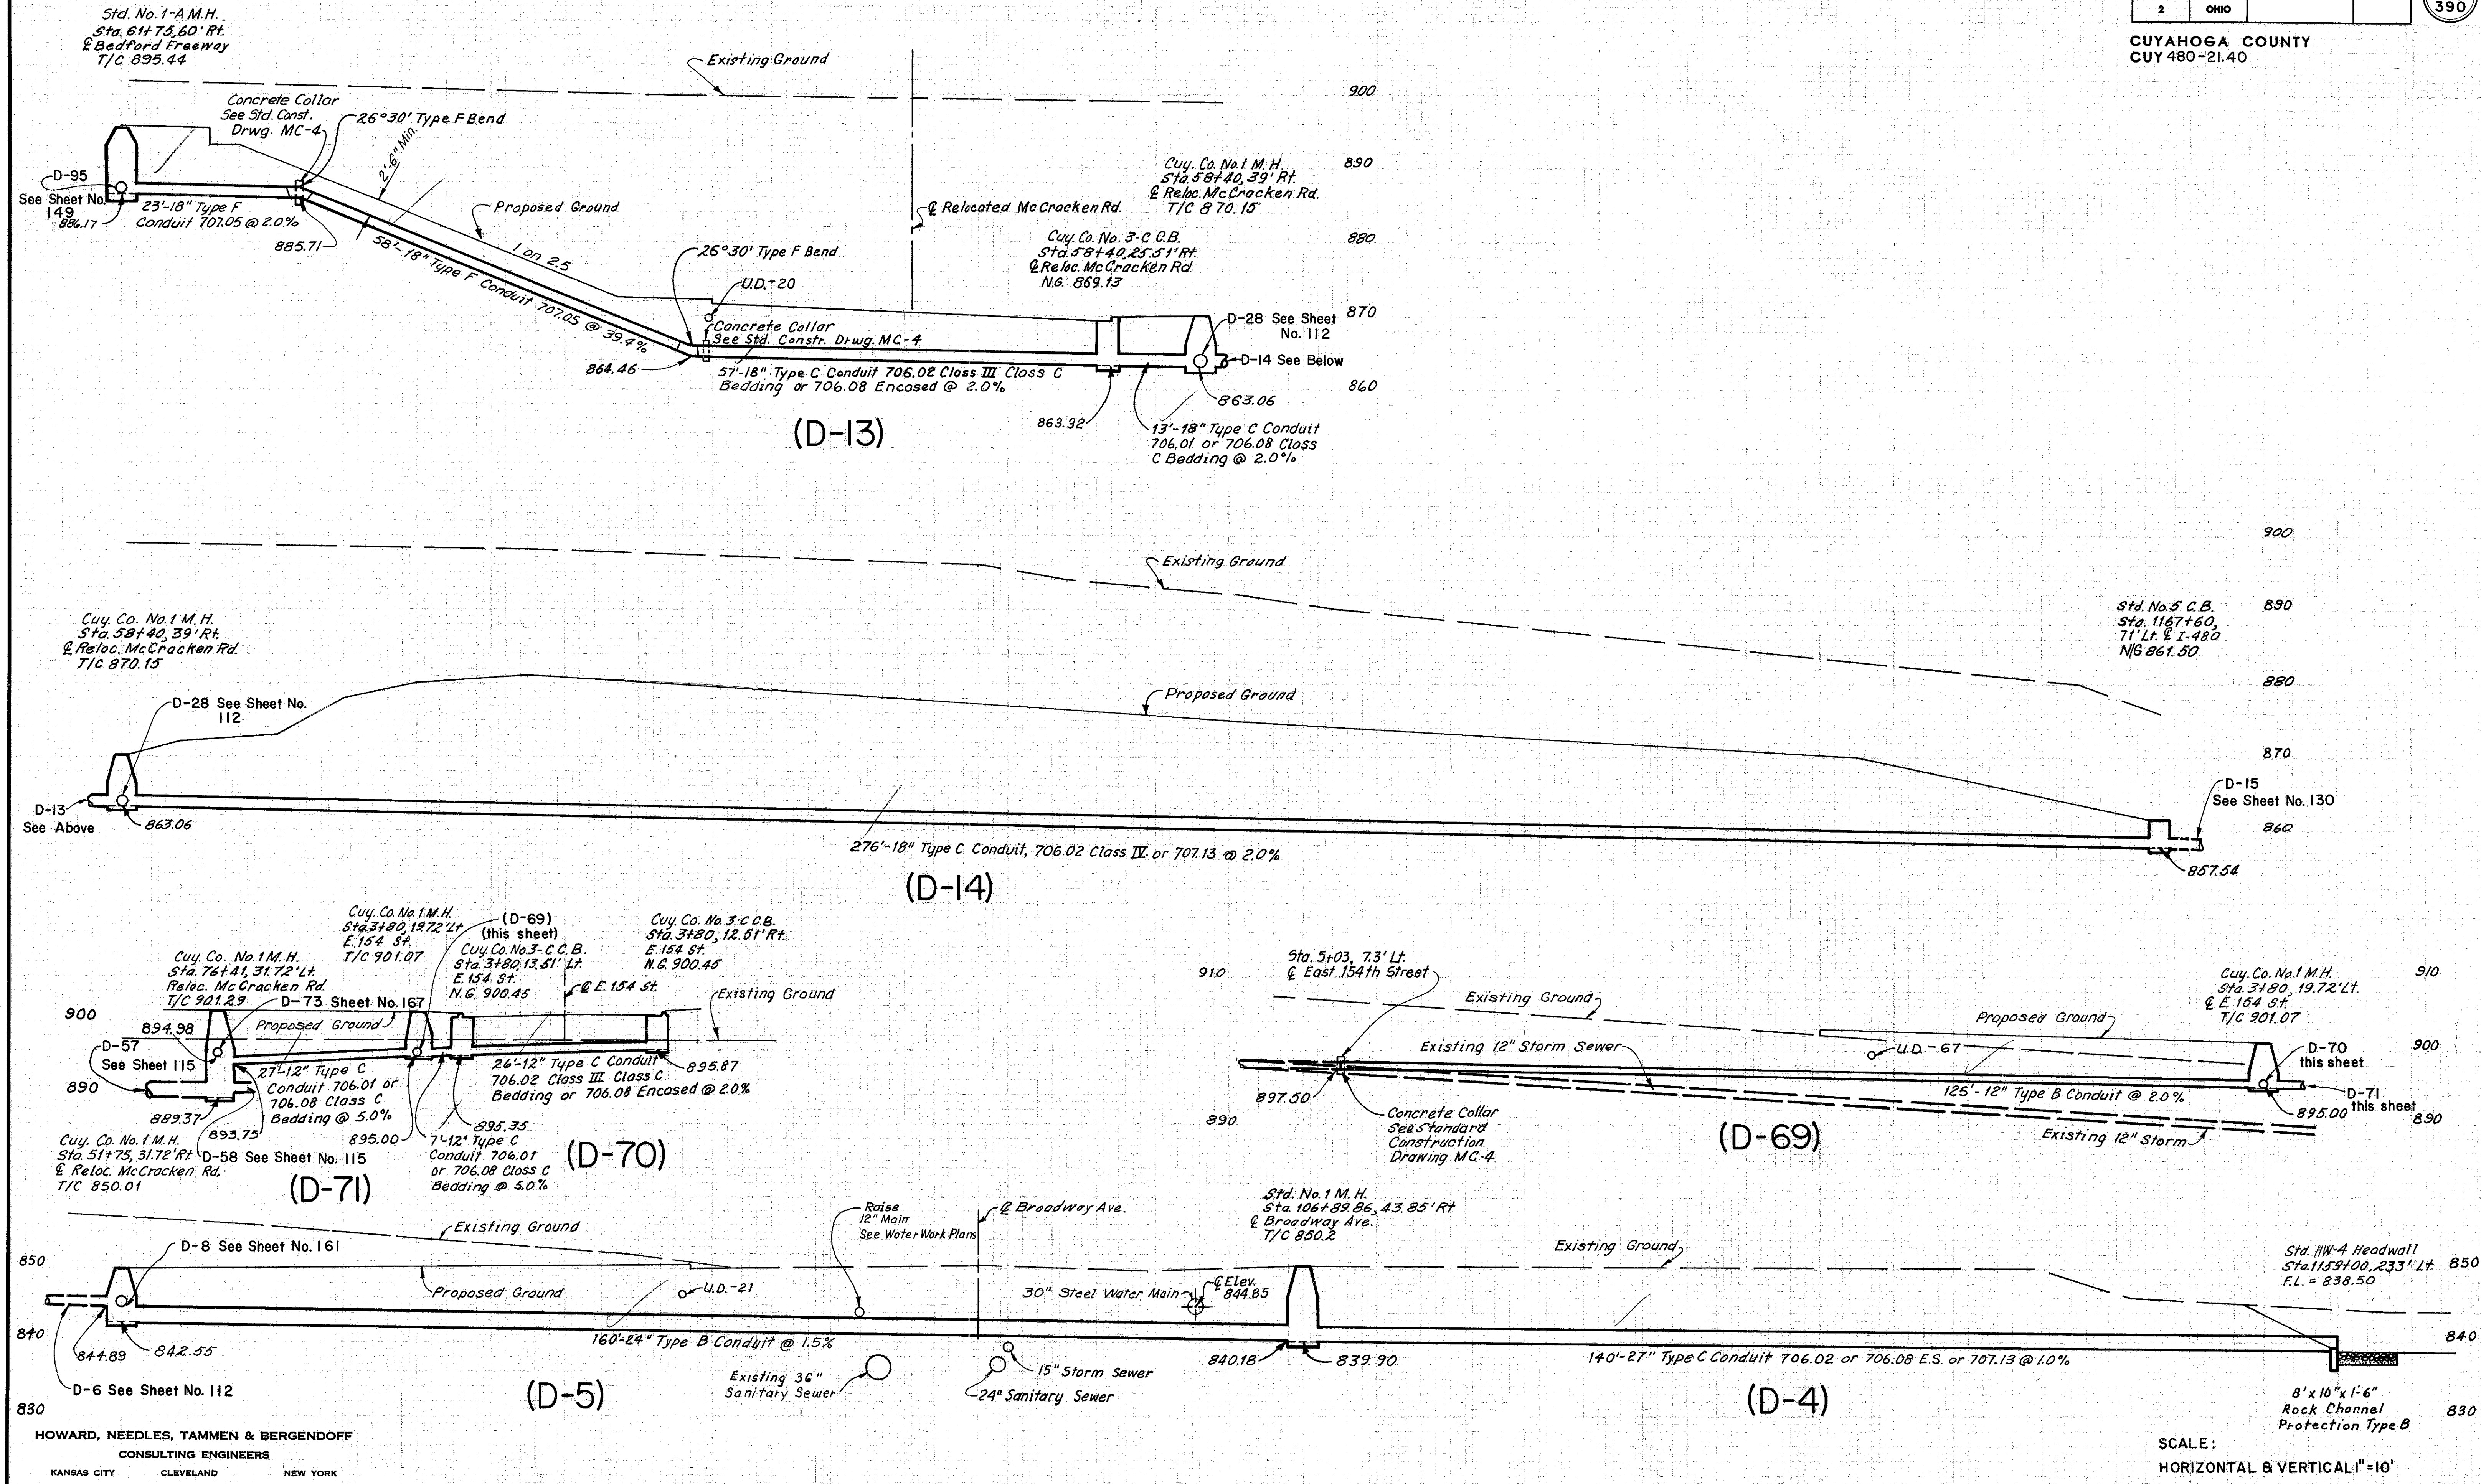 2 OHIO
390
CUYAHOGA COUNTY
CUY 480-21.40
Std. No. 1-A M.H.
Sta. 61+75, 60' Rt.
℄ Bedford Freeway
T/C 895.44
Existing Ground
900
Concrete Collar
See Std. Const.
Drwg. MC-4
26°30' Type F Bend
2'-6" Min.
D-95
See Sheet No.
149
886.17
23'-18" Type F
Conduit 707.05 @ 2.0%
885.71
Proposed Ground
1 on 2.5
58'-18" Type F Conduit 707.05 @ 39.4%
℄ Relocated McCracken Rd.
Cuy. Co. No. 1 M.H.
Sta. 58+40, 39' Rt.
℄ Reloc. McCracken Rd.
T/C 870.15
890
Cuy. Co. No. 3-C C.B.
Sta. 58+40, 25.51' Rt.
℄ Reloc. McCracken Rd.
N.G. 869.13
880
26°30' Type F Bend
U.D.-20
Concrete Collar
See Std. Constr. Drwg. MC-4
D-28 See Sheet
No. 112
870
D-14 See Below
864.46
57'-18" Type C Conduit 706.02 Class III Class C
Bedding or 706.08 Encased @ 2.0%
860
863.32
863.06
13'-18" Type C Conduit
706.01 or 706.08 Class
C Bedding @ 2.0%
(D-13)
900
Existing Ground
Cuy. Co. No. 1 M.H.
Sta. 58+40, 39' Rt.
℄ Reloc. McCracken Rd.
T/C 870.15
Std. No. 5 C.B.
Sta. 1167+60,
71' Lt. ℄ I-480
N/G 861.50
890
880
D-28 See Sheet No.
112
Proposed Ground
870
D-13
See Above
863.06
D-15
See Sheet No. 130
860
857.54
276'-18" Type C Conduit, 706.02 Class IV or 707.13 @ 2.0%
(D-14)
Cuy. Co. No. 1 M.H.
Sta. 3+80, 19.72' Lt.
E. 154 St.
T/C 901.07
(D-69)
(this sheet)
Cuy. Co. No. 3-C C.B.
Sta. 3+80, 12.51' Rt.
E. 154 St.
N.G. 900.45
Cuy. Co. No. 1 M.H.
Sta. 76+41, 31.72' Lt.
Reloc. McCracken Rd.
T/C 901.29
Cuy. Co. No. 3-C C.B.
Sta. 3+80, 13.51' Lt.
E. 154 St.
N.G. 900.45
℄ E. 154 St.
D-73 Sheet No. 167
Existing Ground
900
894.98
Proposed Ground
D-57
See Sheet 115
890
27'-12" Type C
Conduit 706.01 or
706.08 Class C
Bedding @ 5.0%
26'-12" Type C Conduit
706.02 Class III Class C
Bedding or 706.08 Encased @ 2.0%
895.87
889.37
893.75
895.00
895.35
7'-12" Type C
Conduit 706.01
or 706.08 Class C
Bedding @ 5.0%
Cuy. Co. No. 1 M.H.
Sta. 51+75, 31.72' Rt
℄ Reloc. McCracken Rd.
T/C 850.01
D-58 See Sheet No. 115
(D-71)
(D-70)
Sta. 5+03, 7.3' Lt.
℄ East 154th Street
910
Existing Ground
Existing 12" Storm Sewer
897.50
890
Concrete Collar
See Standard
Construction
Drawing MC-4
Proposed Ground
U.D.-67
Cuy. Co. No. 1 M.H.
Sta. 3+80, 19.72' Lt.
℄ E. 154 St.
T/C 901.07
910
900
D-70
this sheet
125'-12" Type B Conduit @ 2.0%
D-71
this sheet
895.00
890
Existing 12" Storm
(D-69)
Existing Ground
D-8 See Sheet No. 161
850
Proposed Ground
U.D.-21
Raise
12" Main
See Water Work Plans
℄ Broadway Ave.
Std. No. 1 M.H.
Sta. 106+89.86, 43.85' Rt
℄ Broadway Ave.
T/C 850.2
30" Steel Water Main
℄ Elev.
844.85
Existing Ground
Std. HW-4 Headwall
Sta. 1159+00, 233' Lt.
F.L. = 838.50
850
840
844.89
842.55
160'-24" Type B Conduit @ 1.5%
D-6 See Sheet No. 112
Existing 36"
Sanitary Sewer
15" Storm Sewer
24" Sanitary Sewer
840.18
839.90
140'-27" Type C Conduit 706.02 or 706.08 E.S. or 707.13 @ 1.0%
840
8' x 10" x 1'-6"
Rock Channel
Protection Type B
830
(D-5)
(D-4)
830
HOWARD, NEEDLES, TAMMEN & BERGENDOFF
CONSULTING ENGINEERS
KANSAS CITY CLEVELAND NEW YORK
SCALE:
HORIZONTAL & VERTICAL 1"=10'